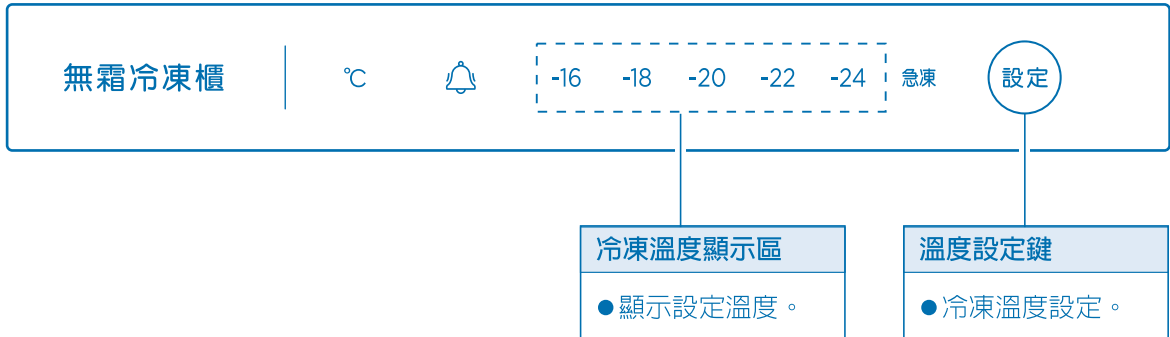 無霜冷凍櫃 ℃ -16 -18 -20 -22 -24 急凍 設定
冷凍溫度顯示區
●顯示設定溫度。
溫度設定鍵
●冷凍溫度設定。